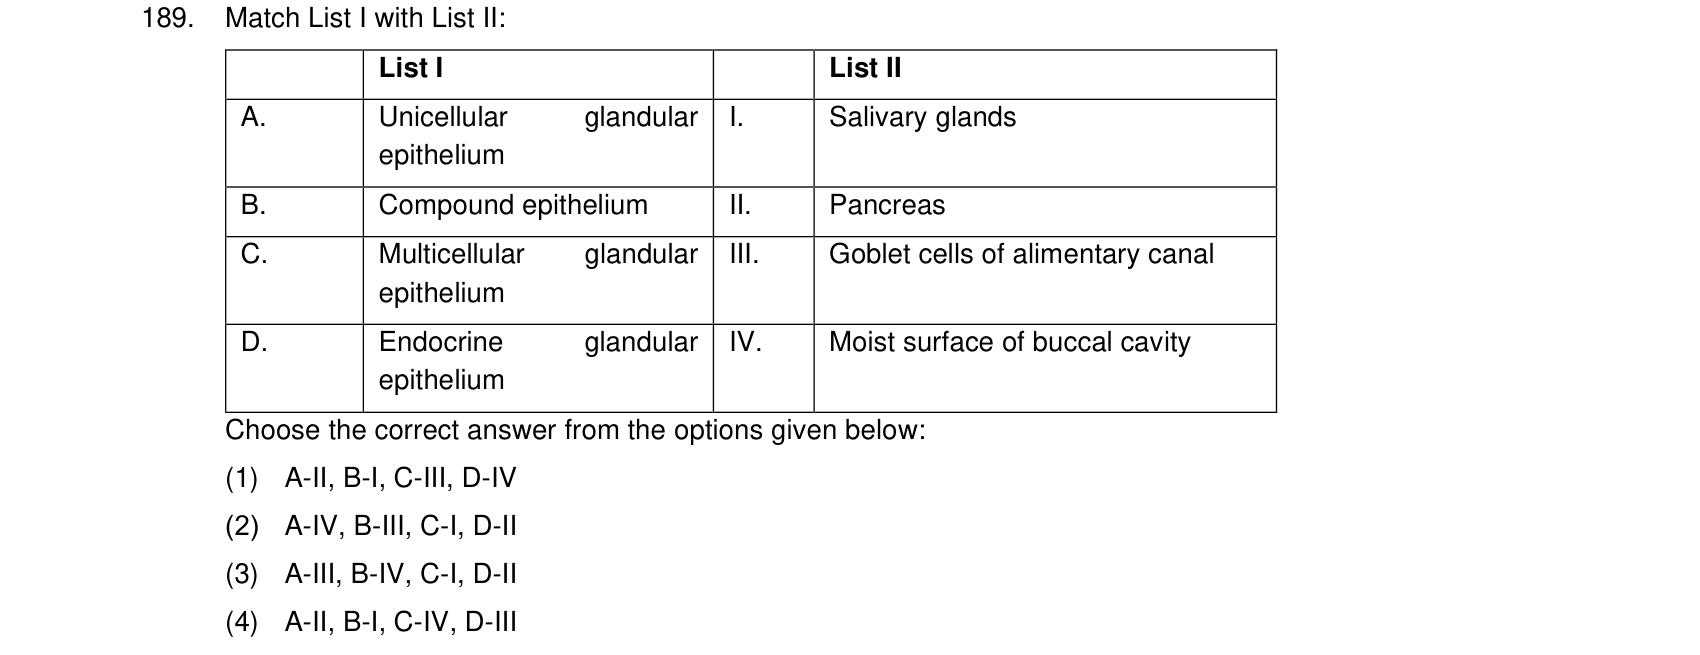 189. Match List I with List II:
List I List II
A. Unicellular glandular epithelium I. Salivary glands
B. Compound epithelium II. Pancreas
C. Multicellular glandular epithelium III. Goblet cells of alimentary canal
D. Endocrine glandular epithelium IV. Moist surface of buccal cavity
Choose the correct answer from the options given below:
(1) A-II, B-I, C-III, D-IV
(2) A-IV, B-III, C-I, D-II
(3) A-III, B-IV, C-I, D-II
(4) A-II, B-I, C-IV, D-III